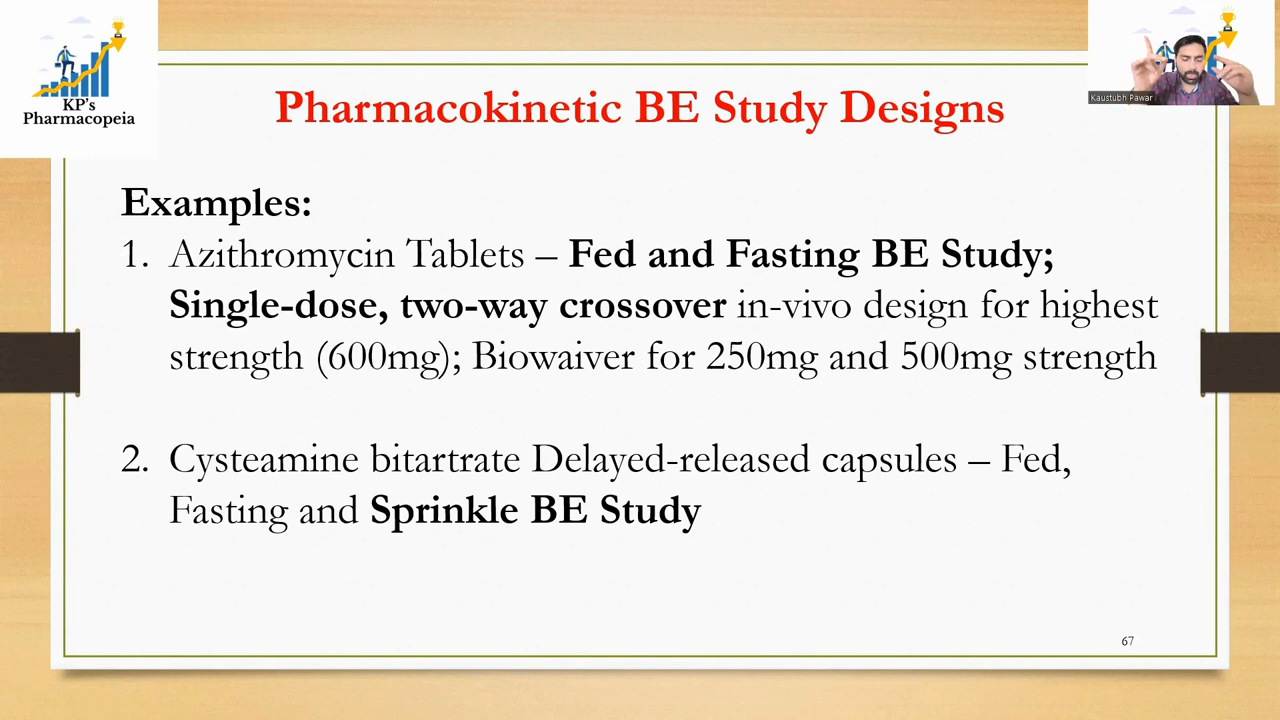 KP's
Pharmacopeia
Kaustubh Pawar
Pharmacokinetic BE Study Designs
Examples:
1. Azithromycin Tablets – Fed and Fasting BE Study;
Single-dose, two-way crossover in-vivo design for highest
strength (600mg); Biowaiver for 250mg and 500mg strength
2. Cysteamine bitartrate Delayed-released capsules – Fed,
Fasting and Sprinkle BE Study
67